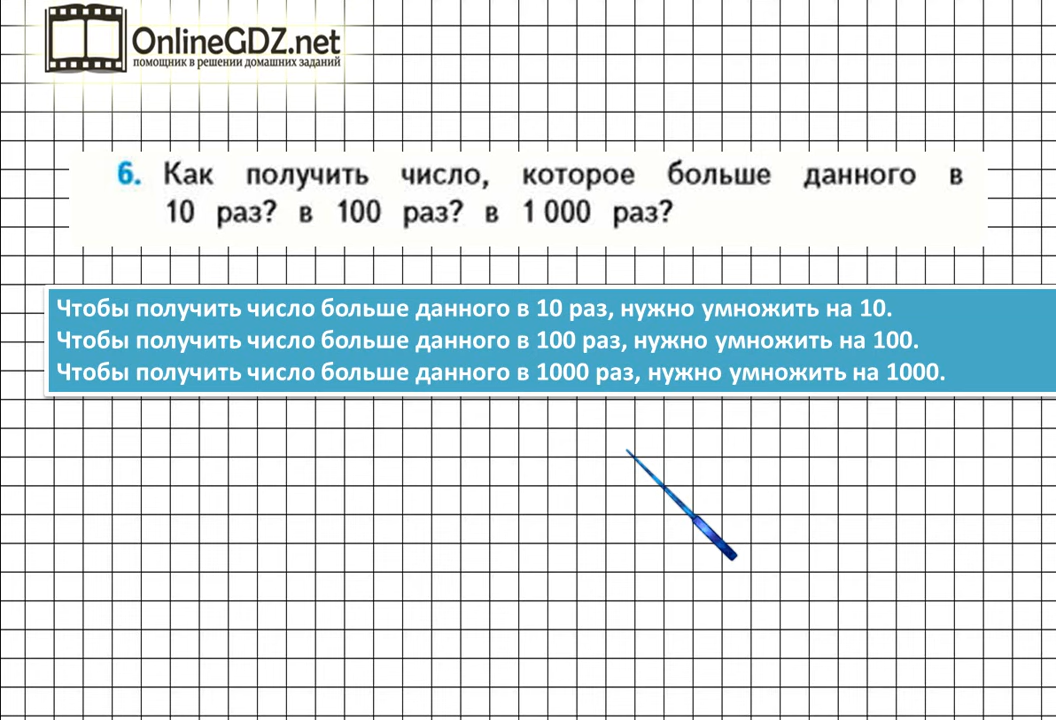 OnlineGDZ.net
помощник в решении домашних заданий
6. Как получить число, которое больше данного в
10 раз? в 100 раз? в 1 000 раз?
Чтобы получить число больше данного в 10 раз, нужно умножить на 10.
Чтобы получить число больше данного в 100 раз, нужно умножить на 100.
Чтобы получить число больше данного в 1000 раз, нужно умножить на 1000.